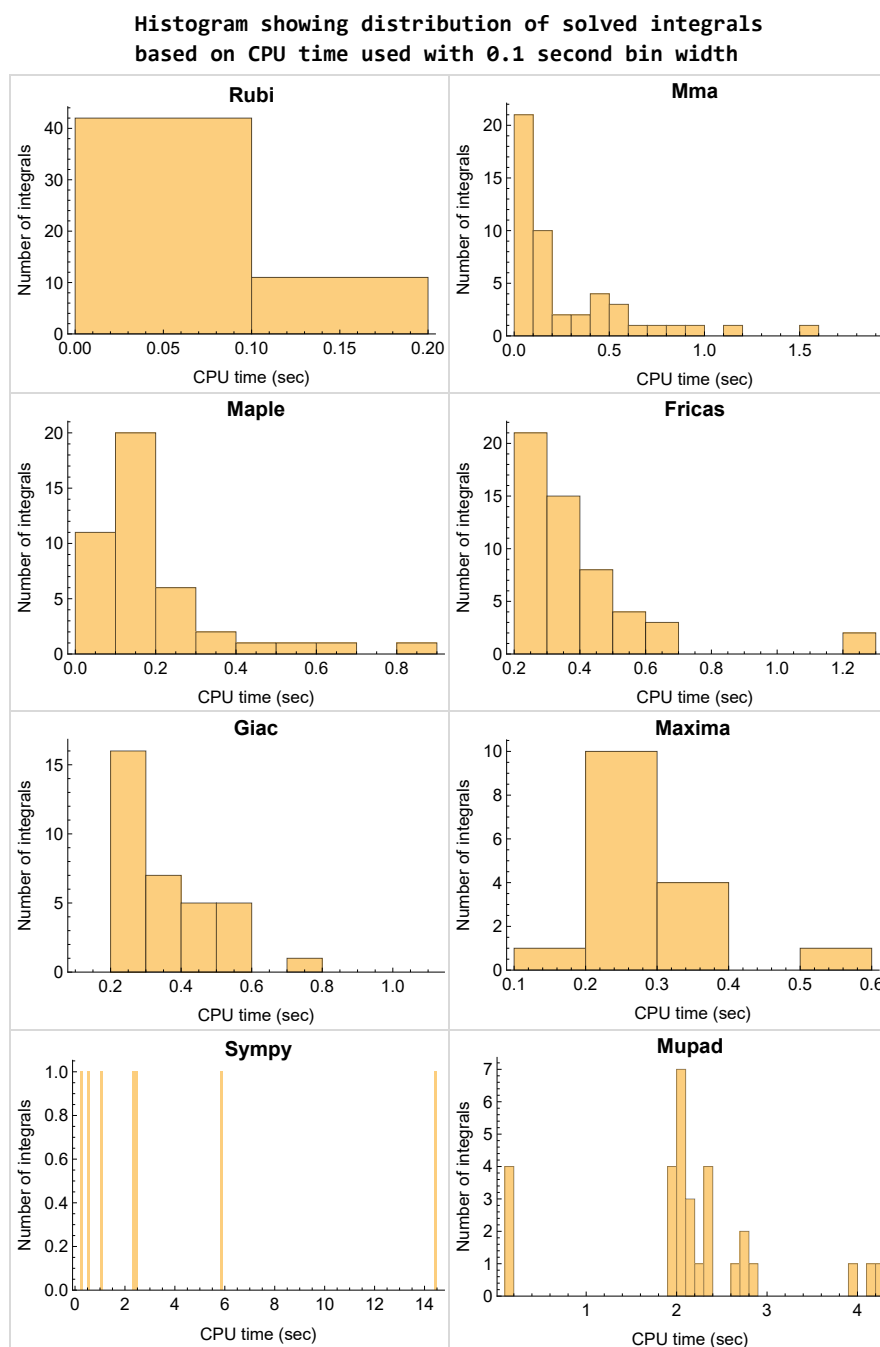 Histogram showing distribution of solved integrals
based on CPU time used with 0.1 second bin width
Rubi
Number of integrals
40
30
20
10
0
0.00 0.05 0.10 0.15 0.20
CPU time (sec)
Mma
Number of integrals
20
15
10
5
0
0.0 0.5 1.0 1.5
CPU time (sec)
Maple
Number of integrals
20
15
10
5
0
0.0 0.2 0.4 0.6 0.8
CPU time (sec)
Fricas
Number of integrals
20
15
10
5
0
0.2 0.4 0.6 0.8 1.0 1.2
CPU time (sec)
Giac
Number of integrals
15
10
5
0
0.2 0.4 0.6 0.8 1.0
CPU time (sec)
Maxima
Number of integrals
10
8
6
4
2
0
0.1 0.2 0.3 0.4 0.5 0.6
CPU time (sec)
Sympy
Number of integrals
1.0
0.8
0.6
0.4
0.2
0.0
0 2 4 6 8 10 12 14
CPU time (sec)
Mupad
Number of integrals
7
6
5
4
3
2
1
0
1 2 3 4
CPU time (sec)